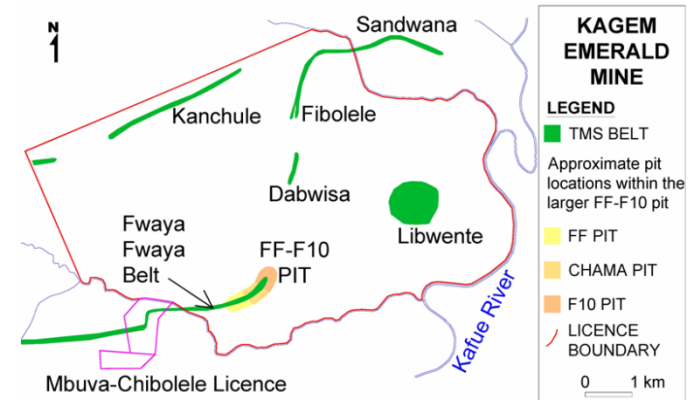 N
Sandwana
Kanchule
Fibolele
Dabwisa
Libwente
Fwaya
Fwaya
Belt
FF-F10
PIT
Kafue River
Mbuva-Chibolele Licence
KAGEM
EMERALD
MINE
LEGEND
TMS BELT
Approximate pit
locations within the
larger FF-F10 pit
FF PIT
CHAMA PIT
F10 PIT
LICENCE
BOUNDARY
0 1 km